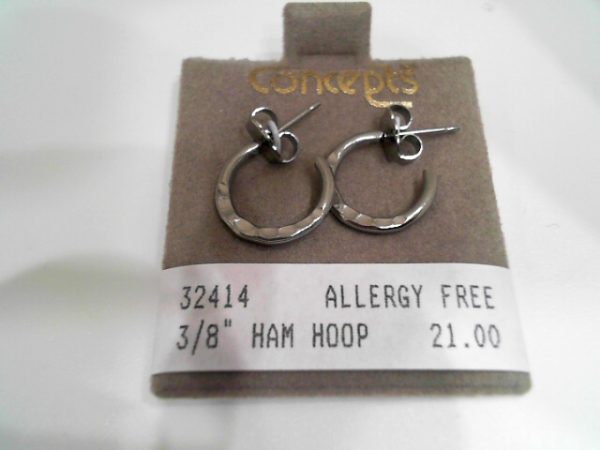 Concepts
32414 ALLERGY FREE
3/8" HAM HOOP 21.00